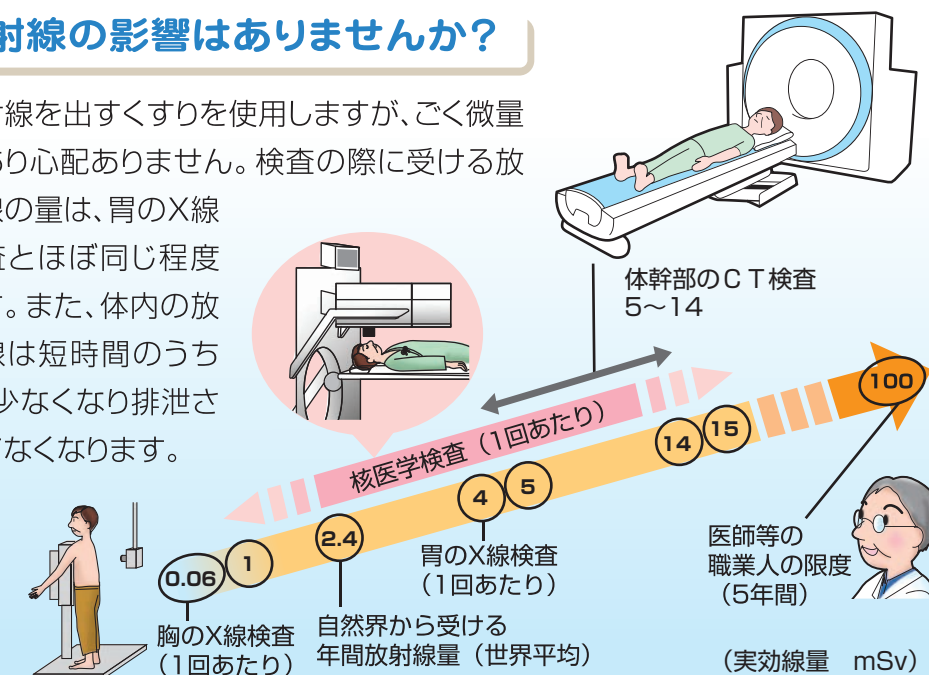 射線の影響はありませんか?
線を出すくすりを使用しますが、ごく微量
り心配ありません。検査の際に受ける放
の量は、胃のX線
査とほぼ同じ程度
。また、体内の放
線は短時間のうち
少なくなり排泄さ
なくなります。
体幹部のCT検査
5〜14
100
核医学検査(1回あたり)
14
15
4
5
2.4
1
0.06
胃のX線検査
(1回あたり)
医師等の
職業人の限度
(5年間)
胸のX線検査
(1回あたり)
自然界から受ける
年間放射線量(世界平均)
(実効線量 mSv)